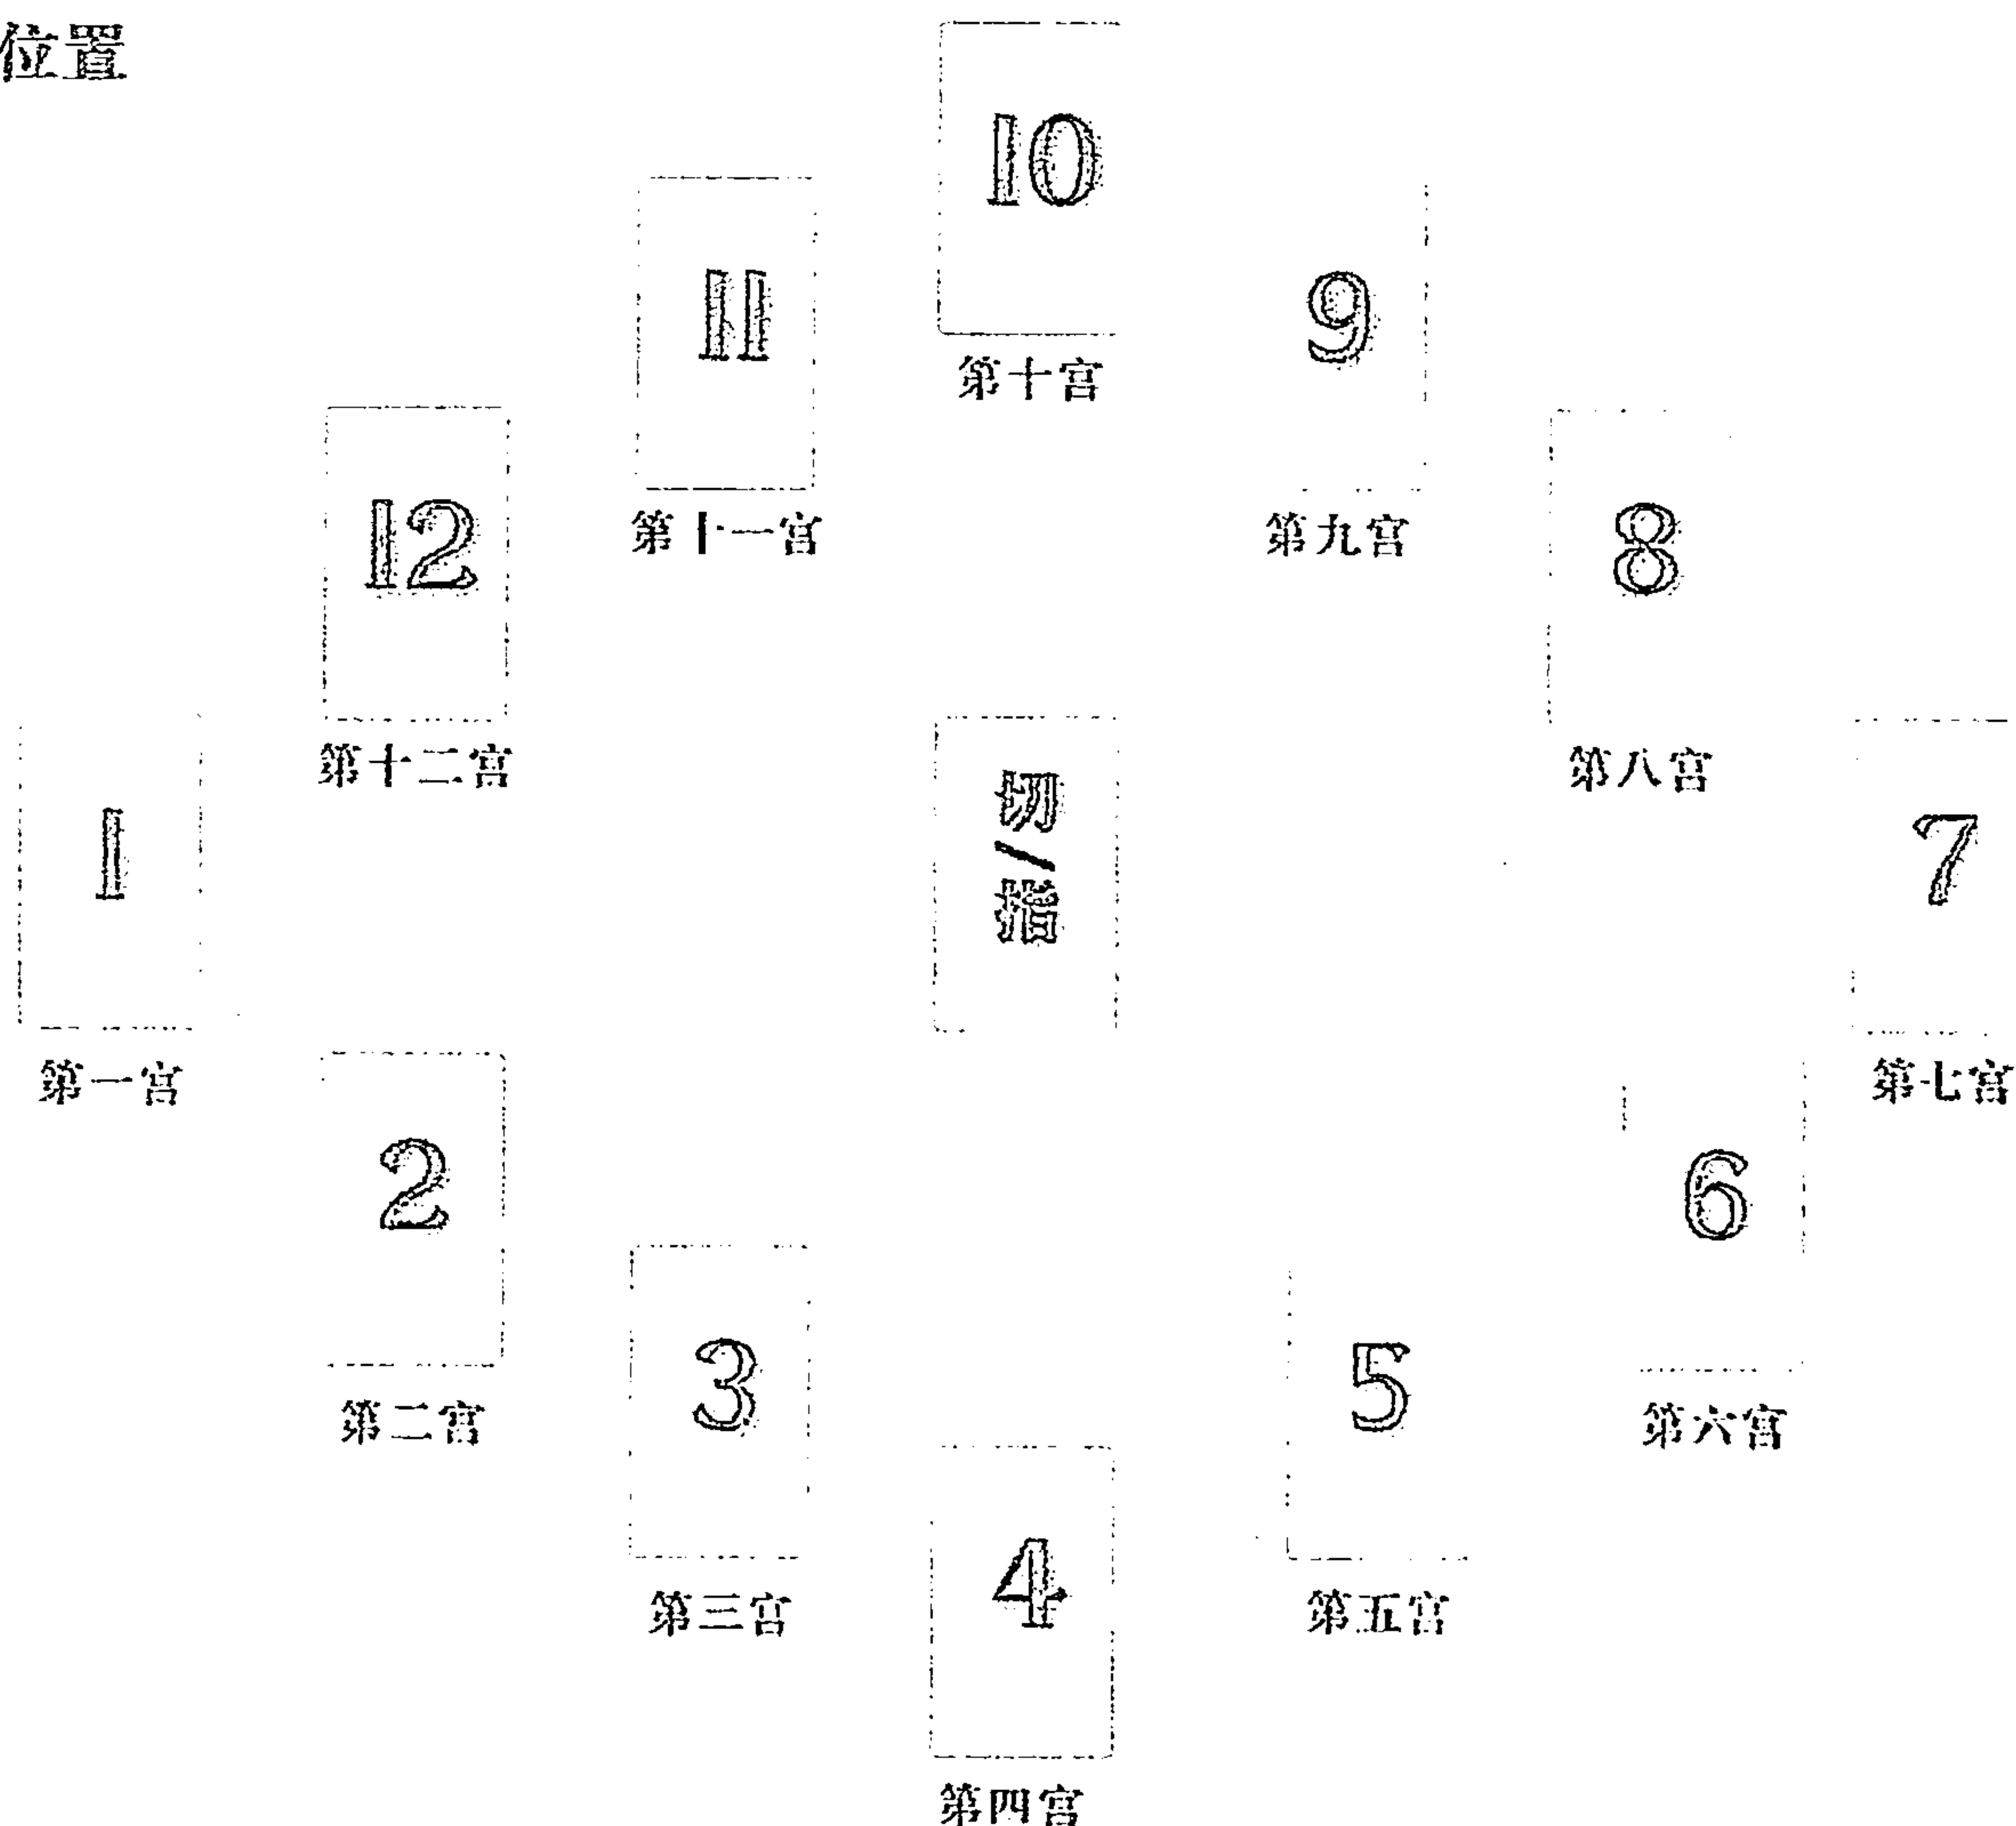 位置
10
第十宫
11
第十一宫
9
第九宫
12
第十二宫
8
第八宫
1
第一宫
切/指
7
第七宫
2
第二宫
6
第六宫
3
第三宫
5
第五宫
4
第四宫